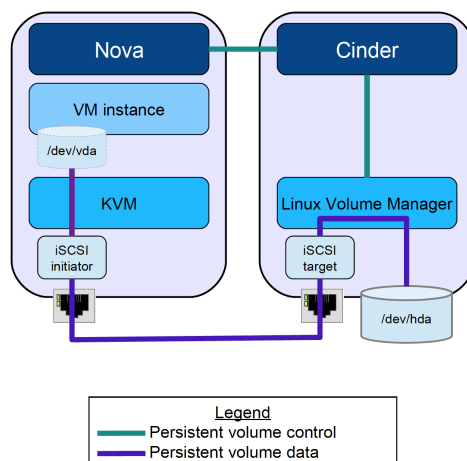 Nova
Cinder
VM instance
/dev/vda
KVM
Linux Volume Manager
iSCSI
initiator
iSCSI
target
/dev/hda
Legend
Persistent volume control
Persistent volume data